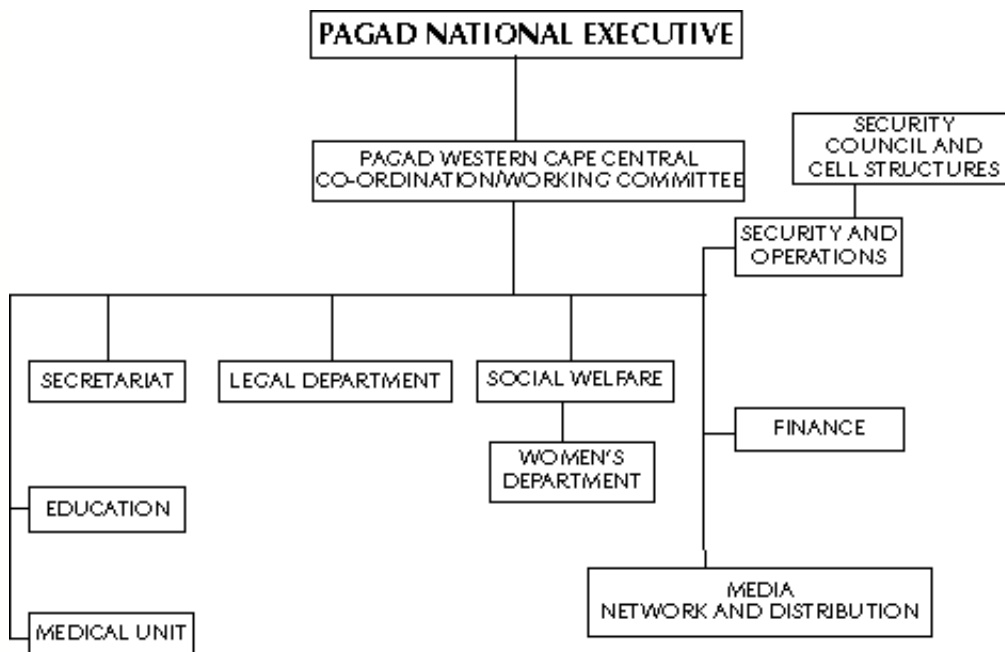 PAGAD NATIONAL EXECUTIVE
PAGAD WESTERN CAPE CENTRAL
CO-ORDINATION/WORKING COMMITTEE
SECURITY
COUNCIL AND
CELL STRUCTURES
SECURITY AND
OPERATIONS
SECRETARIAT
LEGAL DEPARTMENT
SOCIAL WELFARE
WOMEN'S
DEPARTMENT
FINANCE
EDUCATION
MEDIA
NETWORK AND DISTRIBUTION
MEDICAL UNIT